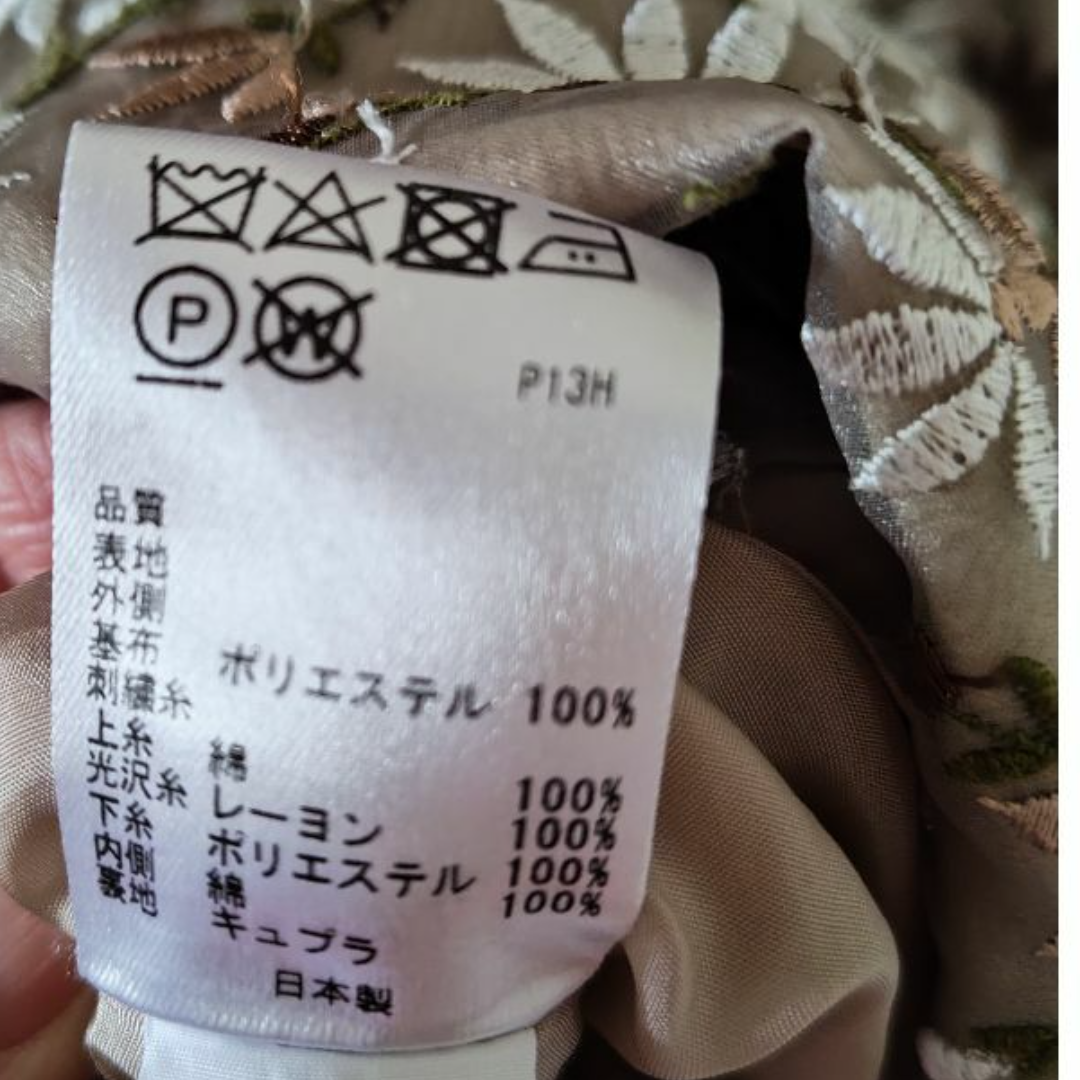 P W
P13H
品質
表地
外側
基布 ポリエステル 100%
刺繍糸
上糸 綿 100%
光沢糸 レーヨン 100%
下糸 ポリエステル 100%
内側 綿 100%
裏地 キュプラ
日本製